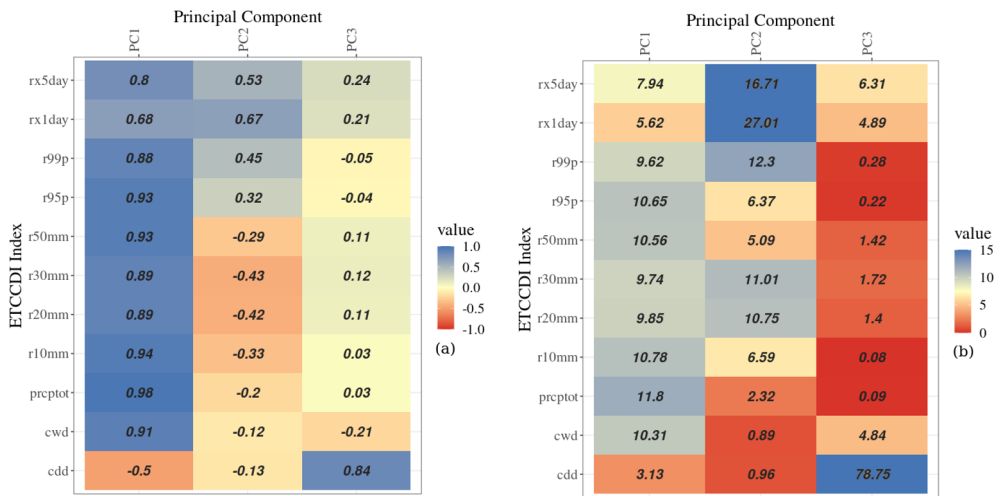 Principal Component
PC1 PC2 PC3
ETCCDI Index
rx5day 0.8 0.53 0.24
rx1day 0.68 0.67 0.21
r99p 0.88 0.45 -0.05
r95p 0.93 0.32 -0.04
r50mm 0.93 -0.29 0.11
r30mm 0.89 -0.43 0.12
r20mm 0.89 -0.42 0.11
r10mm 0.94 -0.33 0.03
prcptot 0.98 -0.2 0.03
cwd 0.91 -0.12 -0.21
cdd -0.5 -0.13 0.84
value
1.0
0.5
0.0
-0.5
-1.0
(a)
Principal Component
PC1 PC2 PC3
ETCCDI Index
rx5day 7.94 16.71 6.31
rx1day 5.62 27.01 4.89
r99p 9.62 12.3 0.28
r95p 10.65 6.37 0.22
r50mm 10.56 5.09 1.42
r30mm 9.74 11.01 1.72
r20mm 9.85 10.75 1.4
r10mm 10.78 6.59 0.08
prcptot 11.8 2.32 0.09
cwd 10.31 0.89 4.84
cdd 3.13 0.96 78.75
value
15
10
5
0
(b)